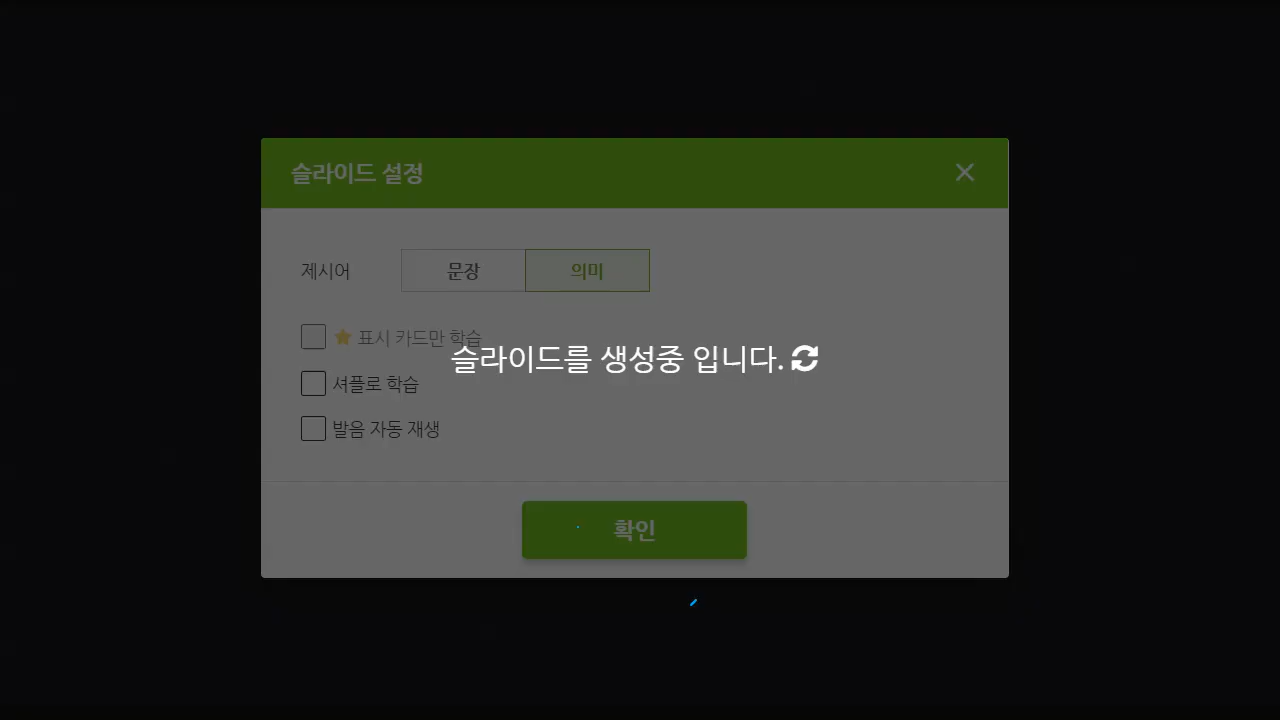 슬라이드 설정
제시어 문장 의미
표시 카드만 학습
슬라이드를 생성중 입니다.
셔플로 학습
발음 자동 재생
확인